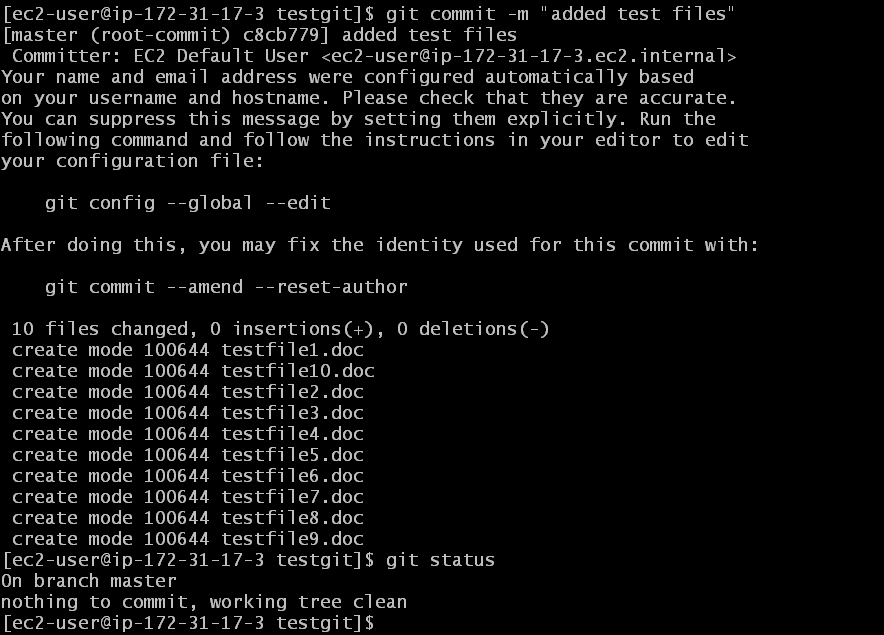 [ec2-user@ip-172-31-17-3 testgit]$ git commit -m "added test files"
[master (root-commit) c8cb779] added test files
 Committer: EC2 Default User <ec2-user@ip-172-31-17-3.ec2.internal>
Your name and email address were configured automatically based
on your username and hostname. Please check that they are accurate.
You can suppress this message by setting them explicitly. Run the
following command and follow the instructions in your editor to edit
your configuration file:

    git config --global --edit

After doing this, you may fix the identity used for this commit with:

    git commit --amend --reset-author

 10 files changed, 0 insertions(+), 0 deletions(-)
 create mode 100644 testfile1.doc
 create mode 100644 testfile10.doc
 create mode 100644 testfile2.doc
 create mode 100644 testfile3.doc
 create mode 100644 testfile4.doc
 create mode 100644 testfile5.doc
 create mode 100644 testfile6.doc
 create mode 100644 testfile7.doc
 create mode 100644 testfile8.doc
 create mode 100644 testfile9.doc
[ec2-user@ip-172-31-17-3 testgit]$ git status
On branch master
nothing to commit, working tree clean
[ec2-user@ip-172-31-17-3 testgit]$